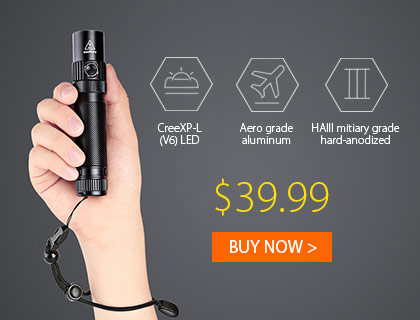 CreeXP-L
(V6) LED
Aero grade
aluminum
HAIII mitiary grade
hard-anodized
$39.99
BUY NOW >